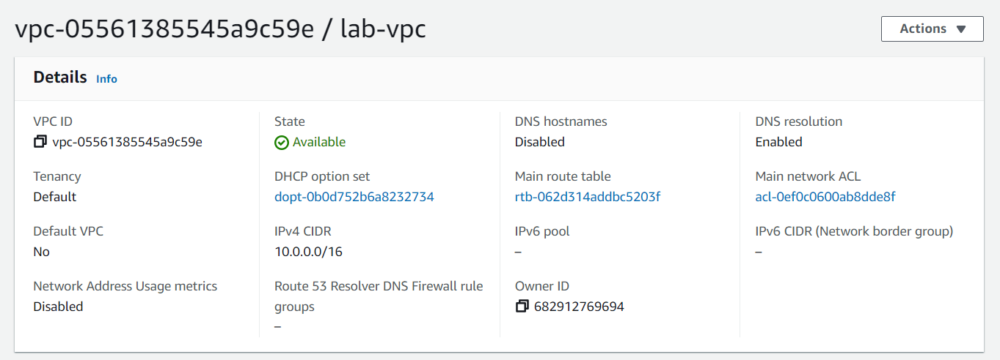 vpc-05561385545a9c59e / lab-vpc
Actions
Details Info
VPC ID
vpc-05561385545a9c59e
State
Available
DNS hostnames
Disabled
DNS resolution
Enabled
Tenancy
Default
DHCP option set
dopt-0b0d752b6a8232734
Main route table
rtb-062d314addbc5203f
Main network ACL
acl-0ef0c0600ab8dde8f
Default VPC
No
IPv4 CIDR
10.0.0.0/16
IPv6 pool
–
IPv6 CIDR (Network border group)
–
Network Address Usage metrics
Disabled
Route 53 Resolver DNS Firewall rule
groups
–
Owner ID
682912769694